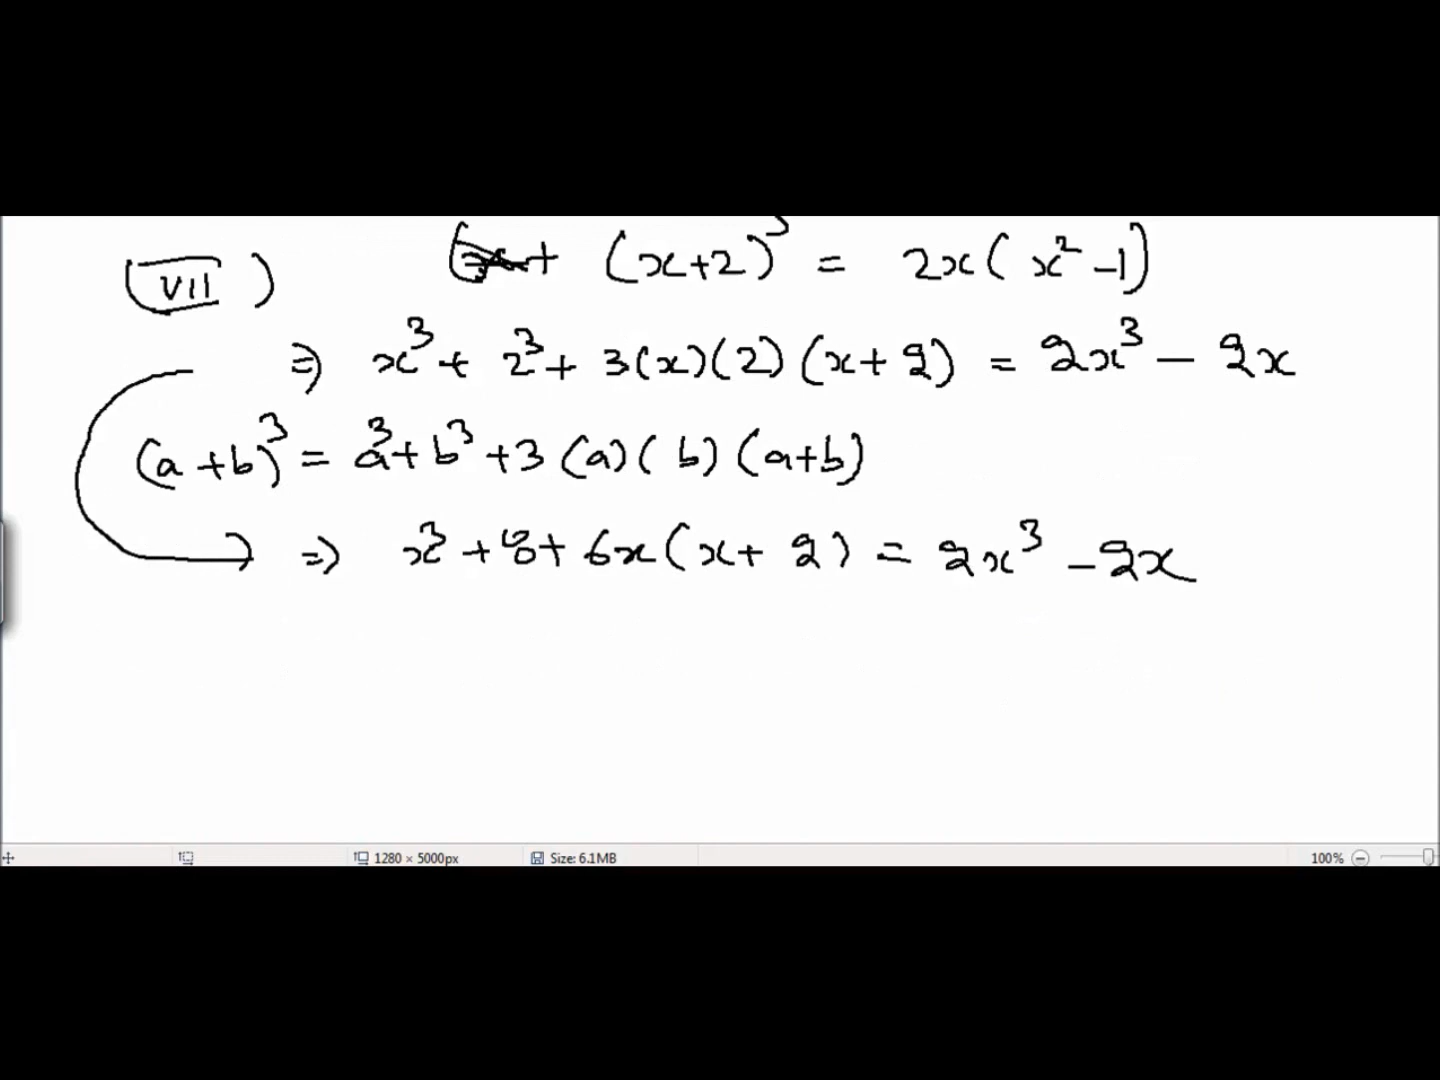 VII) + (x+2)³ = 2x(x²-1)
⇒ x³ + 2³ + 3(x)(2)(x+2) = 2x³ - 2x
(a+b)³ = a³+b³+3(a)(b)(a+b)
⇒ x³ + 8 + 6x(x+2) = 2x³ - 2x
1280 × 5000px Size: 6.1MB 100%